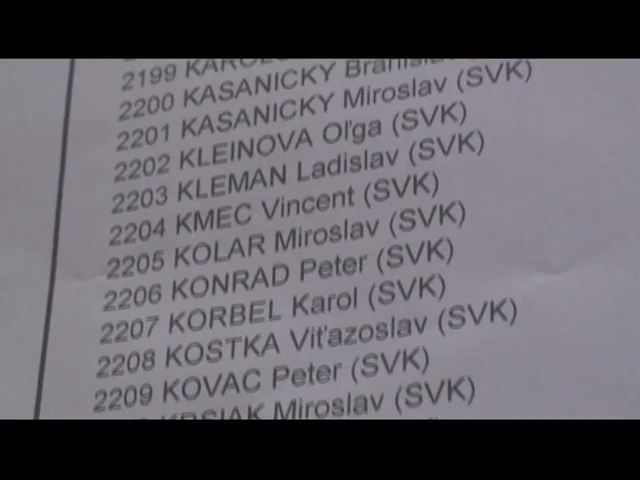 2199
2200 KASANICKY
2201 KASANICKY Miroslav (SVK)
2202 KLEINOVA Oľga (SVK)
2203 KLEMAN Ladislav (SVK)
2204 KMEC Vincent (SVK)
2205 KOLAR Miroslav (SVK)
2206 KONRAD Peter (SVK)
2207 KORBEL Karol (SVK)
2208 KOSTKA Viťazoslav (SVK)
2209 KOVAC Peter (SVK)
Miroslav (SVK)